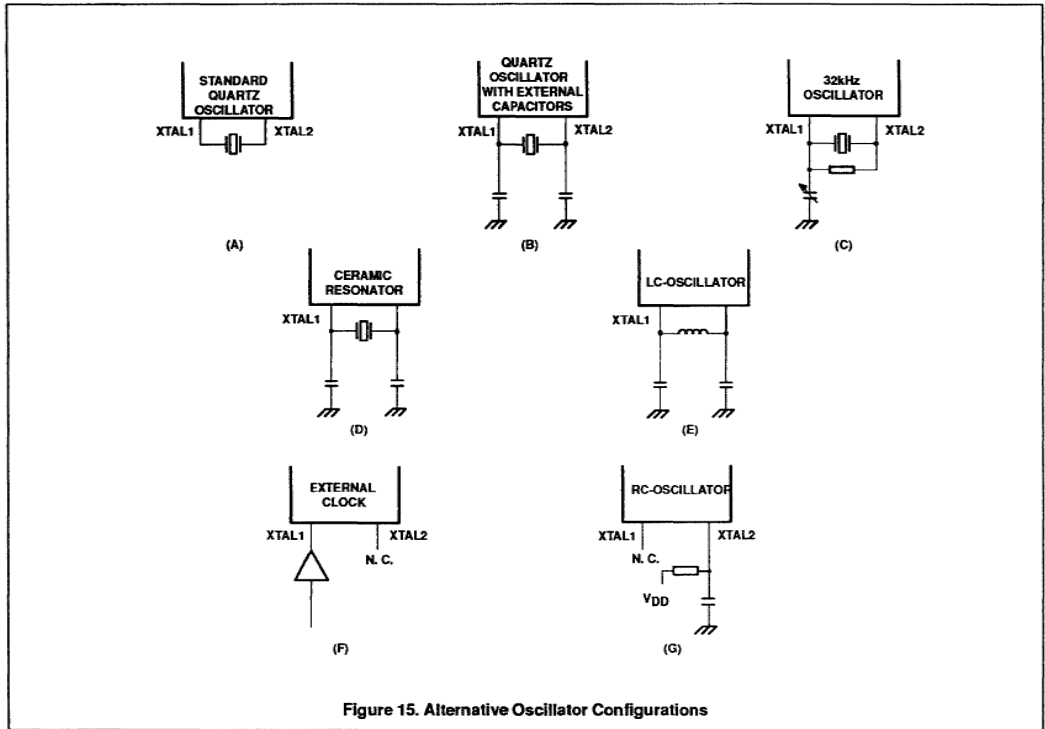 STANDARD
QUARTZ
OSCILLATOR
XTAL1
XTAL2
(A)
QUARTZ
OSCILLATOR
WITH EXTERNAL
CAPACITORS
XTAL1
XTAL2
(B)
32kHz
OSCILLATOR
XTAL1
XTAL2
(C)
CERAMIC
RESONATOR
XTAL1
(D)
LC-OSCILLATOR
XTAL1
(E)
EXTERNAL
CLOCK
XTAL1
XTAL2
N. C.
(F)
RC-OSCILLATOR
XTAL1
XTAL2
N. C.
VDD
(G)
Figure 15. Alternative Oscillator Configurations